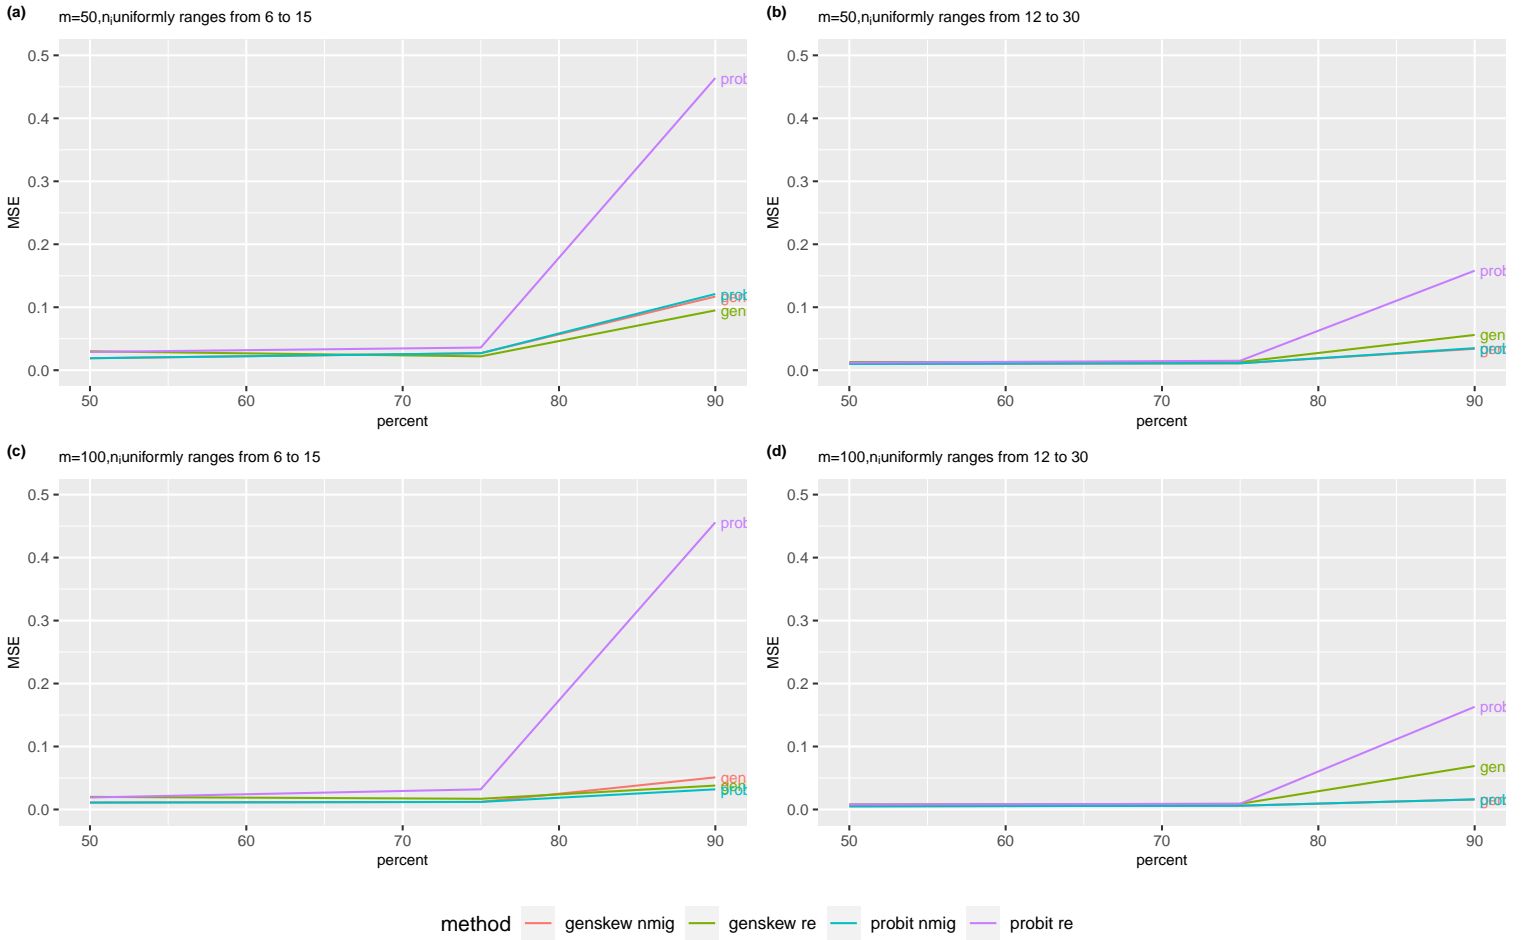 (a)
m=50,nᵢuniformly ranges from 6 to 15
0.5
0.4
0.3
0.2
0.1
0.0
MSE
prob
prob
gen
50
60
70
80
90
percent
(b)
m=50,nᵢuniformly ranges from 12 to 30
0.5
0.4
0.3
0.2
0.1
0.0
MSE
prob
gen
prob
50
60
70
80
90
percent
(c)
m=100,nᵢuniformly ranges from 6 to 15
0.5
0.4
0.3
0.2
0.1
0.0
MSE
prob
gen
prob
50
60
70
80
90
percent
(d)
m=100,nᵢuniformly ranges from 12 to 30
0.5
0.4
0.3
0.2
0.1
0.0
MSE
prob
gen
prob
50
60
70
80
90
percent
method genskew nmig genskew re probit nmig probit re